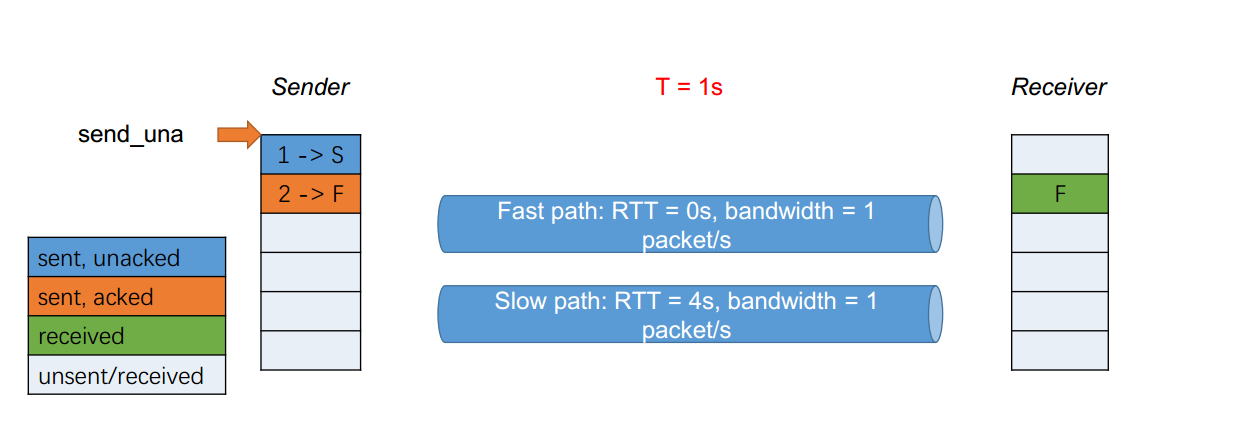 Sender
T = 1s
Receiver
send_una
1 -> S
2 -> F
F
Fast path: RTT = 0s, bandwidth = 1
packet/s
Slow path: RTT = 4s, bandwidth = 1
packet/s
sent, unacked
sent, acked
received
unsent/received